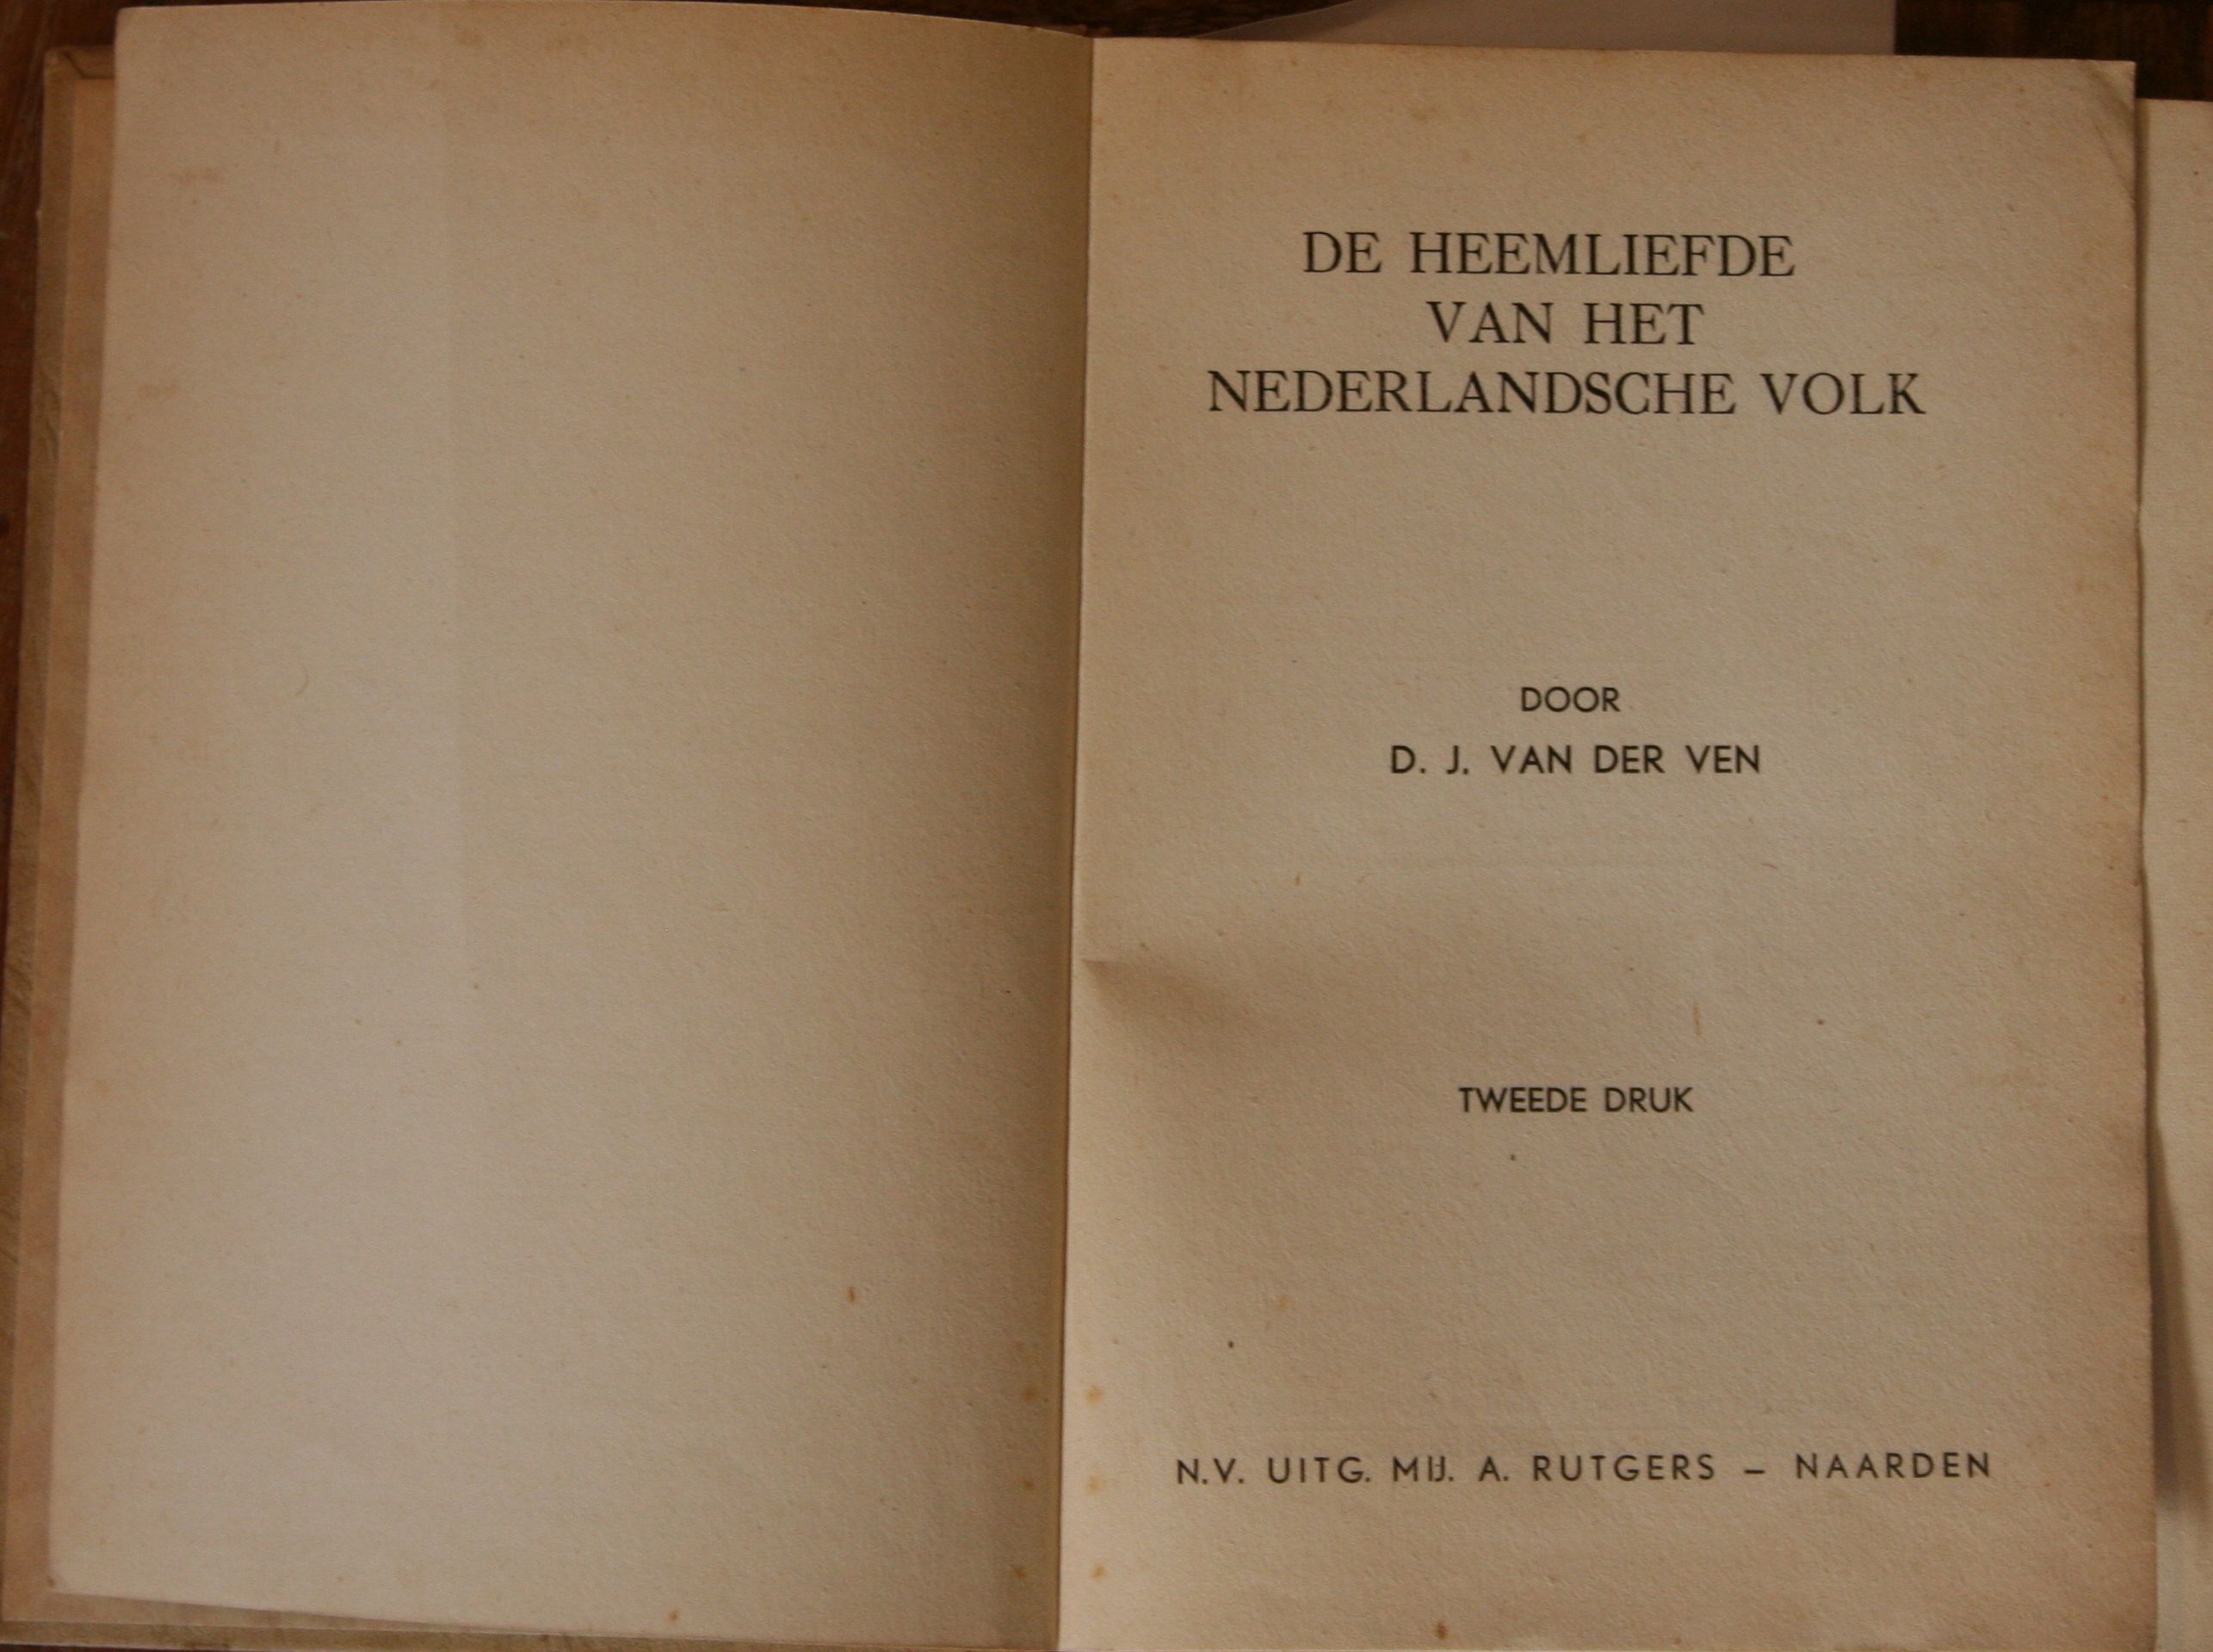 DE HEEMLIEFDE
VAN HET
NEDERLANDSCHE VOLK
DOOR
D. J. VAN DER VEN
TWEEDE DRUK
N.V. UITG. MIJ. A. RUTGERS – NAARDEN